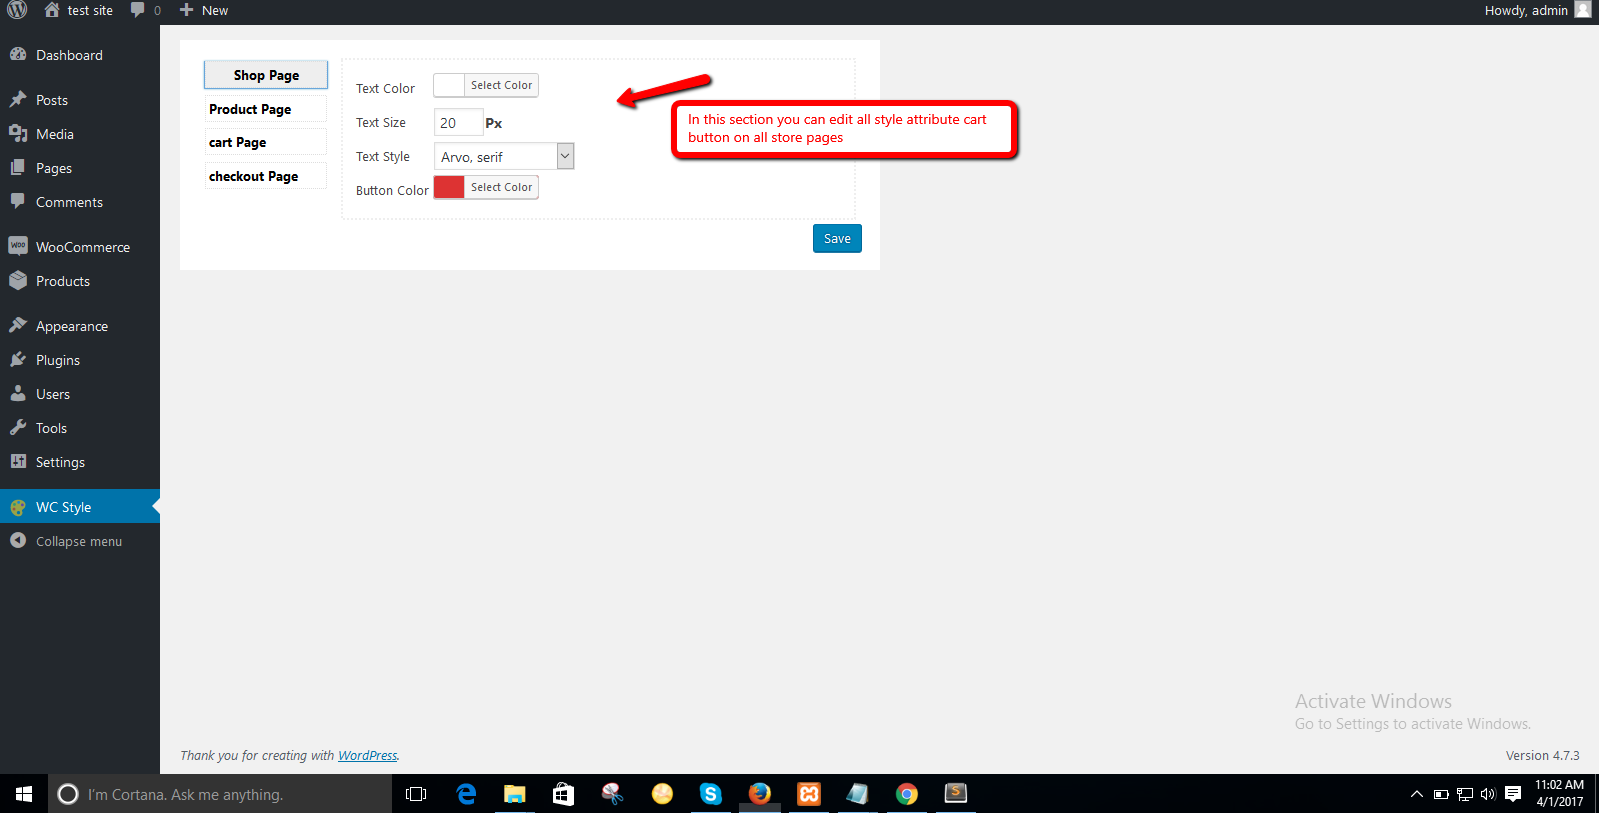 test site
0
New
Howdy, admin
Dashboard
Posts
Media
Pages
Comments
WooCommerce
Products
Appearance
Plugins
Users
Tools
Settings
WC Style
Collapse menu
Shop Page
Product Page
cart Page
checkout Page
Text Color
Select Color
Text Size
20
Px
Text Style
Arvo, serif
Button Color
Select Color
Save
In this section you can edit all style attribute cart
button on all store pages
Activate Windows
Go to Settings to activate Windows.
Thank you for creating with WordPress.
Version 4.7.3
I'm Cortana. Ask me anything.
11:02 AM
4/1/2017